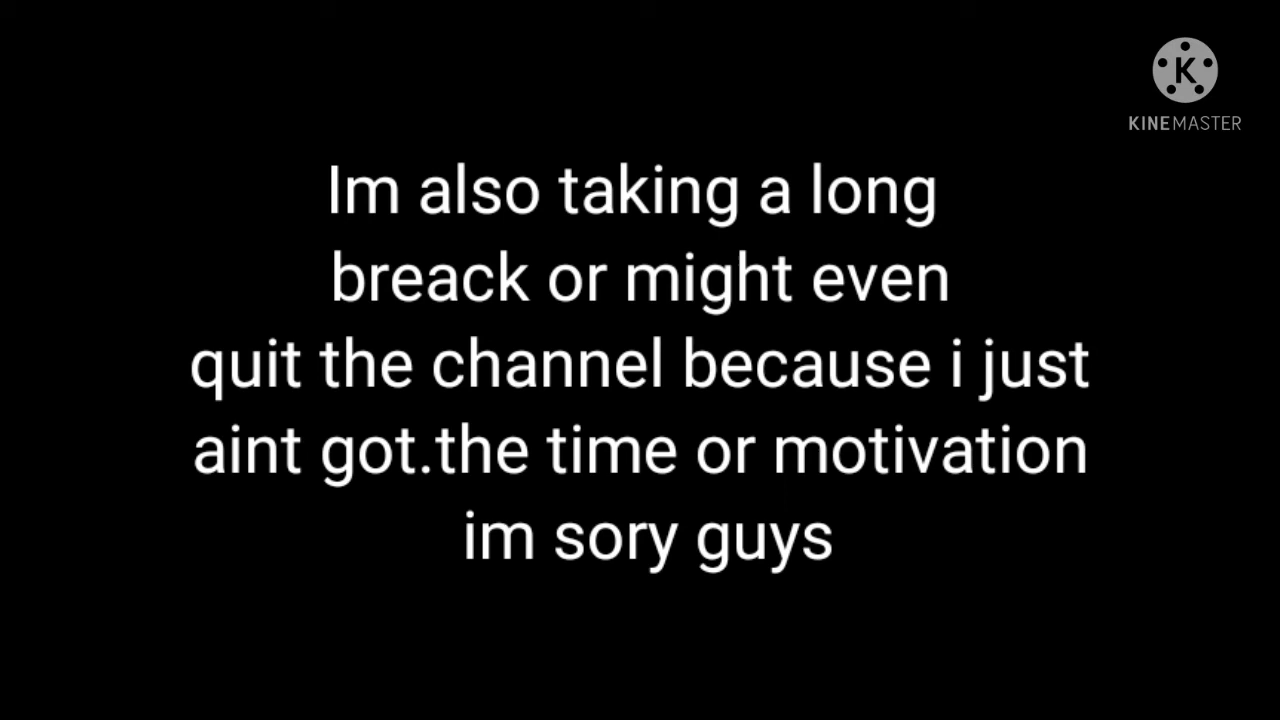 K
KINEMASTER
Im also taking a long
breack or might even
quit the channel because i just
aint got.the time or motivation
im sory guys